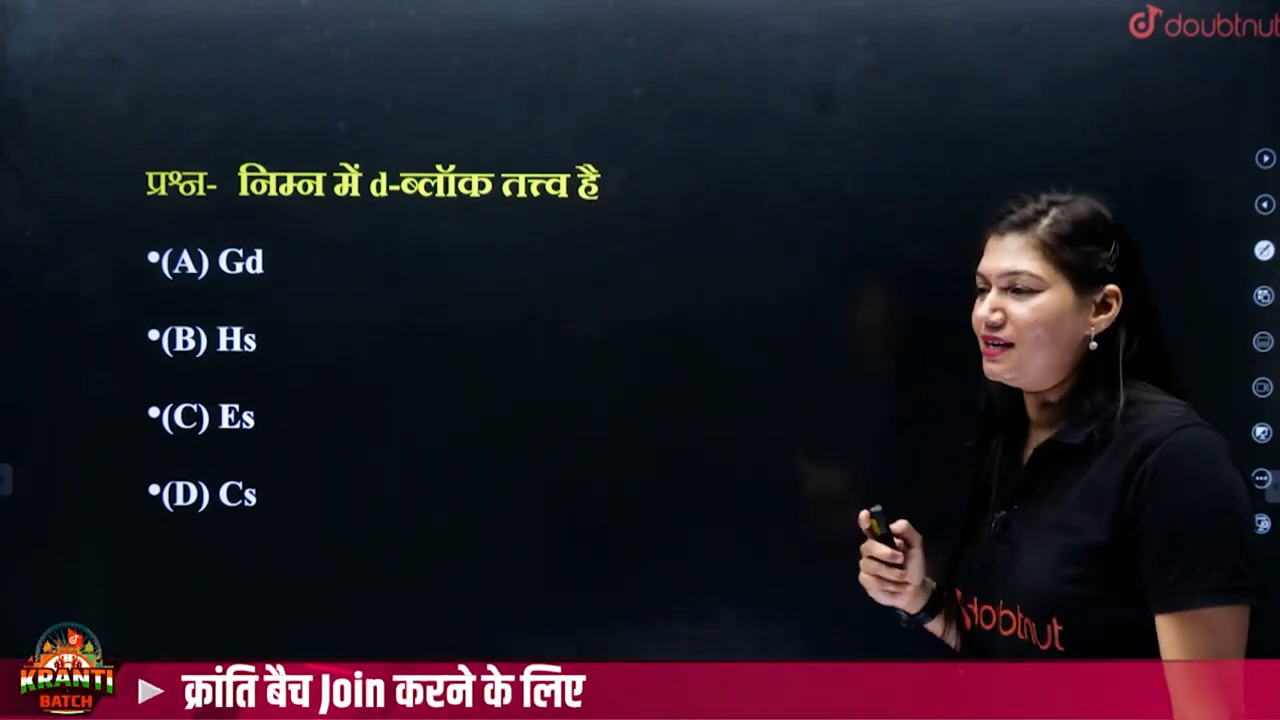 doubtnut
प्रश्न- निम्न में d-ब्लॉक तत्त्व है
•(A) Gd
•(B) Hs
•(C) Es
•(D) Cs
doubtnut
KRANTI
BATCH
क्रांति बैच Join करने के लिए